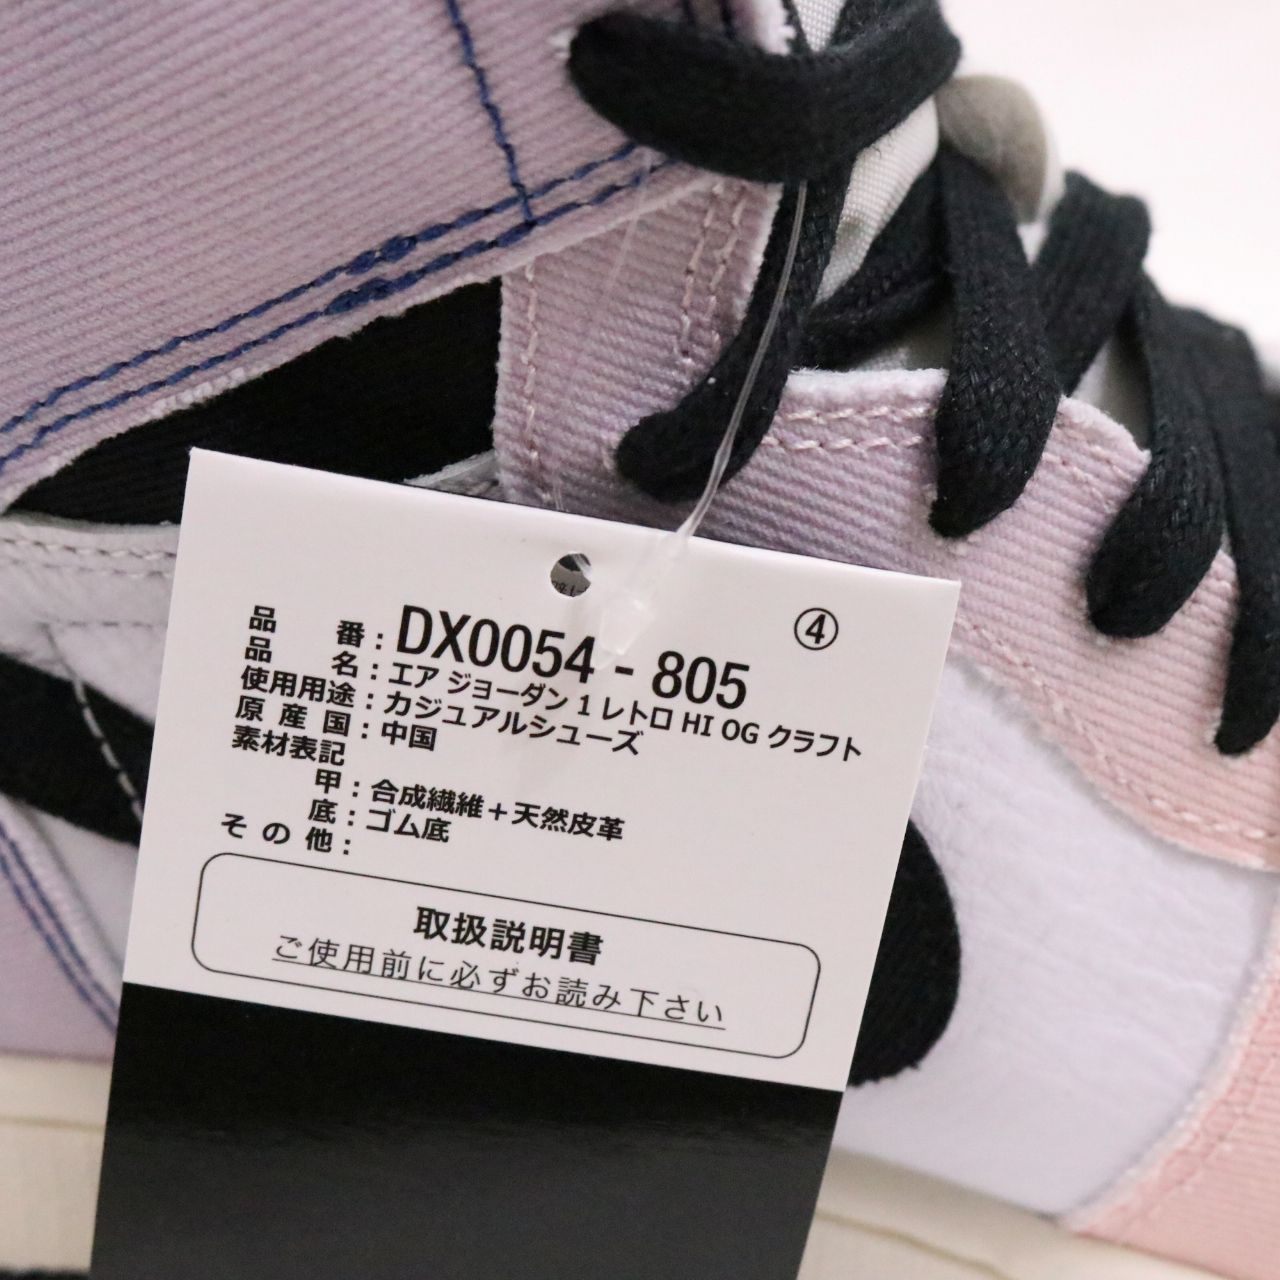 ④
品 番 : DX0054 - 805
品 名 : エア ジョーダン 1 レトロ HI OG クラフト
使用用途 : カジュアルシューズ
原 産 国 : 中国
素材表記
甲 : 合成繊維＋天然皮革
底 : ゴム底
そ の 他 :
取扱説明書
ご使用前に必ずお読み下さい